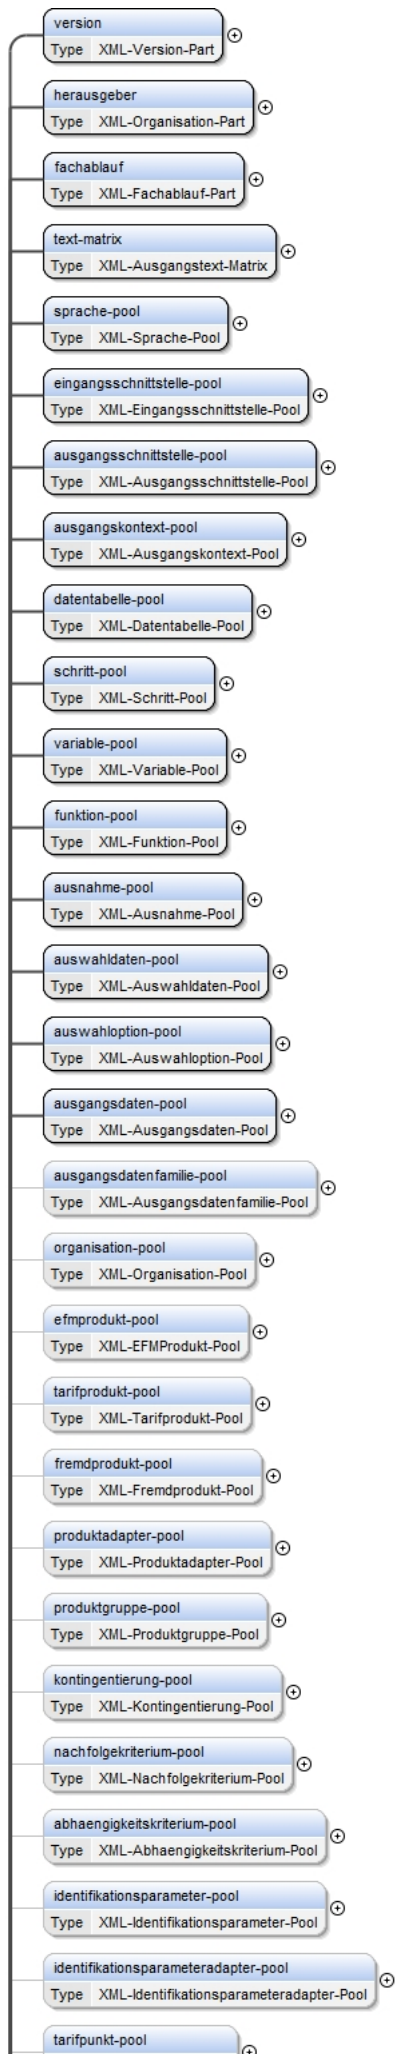 version
Type XML-Version-Part
herausgeber
Type XML-Organisation-Part
fachablauf
Type XML-Fachablauf-Part
text-matrix
Type XML-Ausgangstext-Matrix
sprache-pool
Type XML-Sprache-Pool
eingangsschnittstelle-pool
Type XML-Eingangsschnittstelle-Pool
ausgangsschnittstelle-pool
Type XML-Ausgangsschnittstelle-Pool
ausgangskontext-pool
Type XML-Ausgangskontext-Pool
datentabelle-pool
Type XML-Datentabelle-Pool
schritt-pool
Type XML-Schritt-Pool
variable-pool
Type XML-Variable-Pool
funktion-pool
Type XML-Funktion-Pool
ausnahme-pool
Type XML-Ausnahme-Pool
auswahldaten-pool
Type XML-Auswahldaten-Pool
auswahloption-pool
Type XML-Auswahloption-Pool
ausgangsdaten-pool
Type XML-Ausgangsdaten-Pool
ausgangsdatenfamilie-pool
Type XML-Ausgangsdatenfamilie-Pool
organisation-pool
Type XML-Organisation-Pool
efmprodukt-pool
Type XML-EFMProdukt-Pool
tarifprodukt-pool
Type XML-Tarifprodukt-Pool
fremdprodukt-pool
Type XML-Fremdprodukt-Pool
produktadapter-pool
Type XML-Produktadapter-Pool
produktgruppe-pool
Type XML-Produktgruppe-Pool
kontingentierung-pool
Type XML-Kontingentierung-Pool
nachfolgekriterium-pool
Type XML-Nachfolgekriterium-Pool
abhaengigkeitskriterium-pool
Type XML-Abhaengigkeitskriterium-Pool
identifikationsparameter-pool
Type XML-Identifikationsparameter-Pool
identifikationsparameteradapter-pool
Type XML-Identifikationsparameteradapter-Pool
tarifpunkt-pool